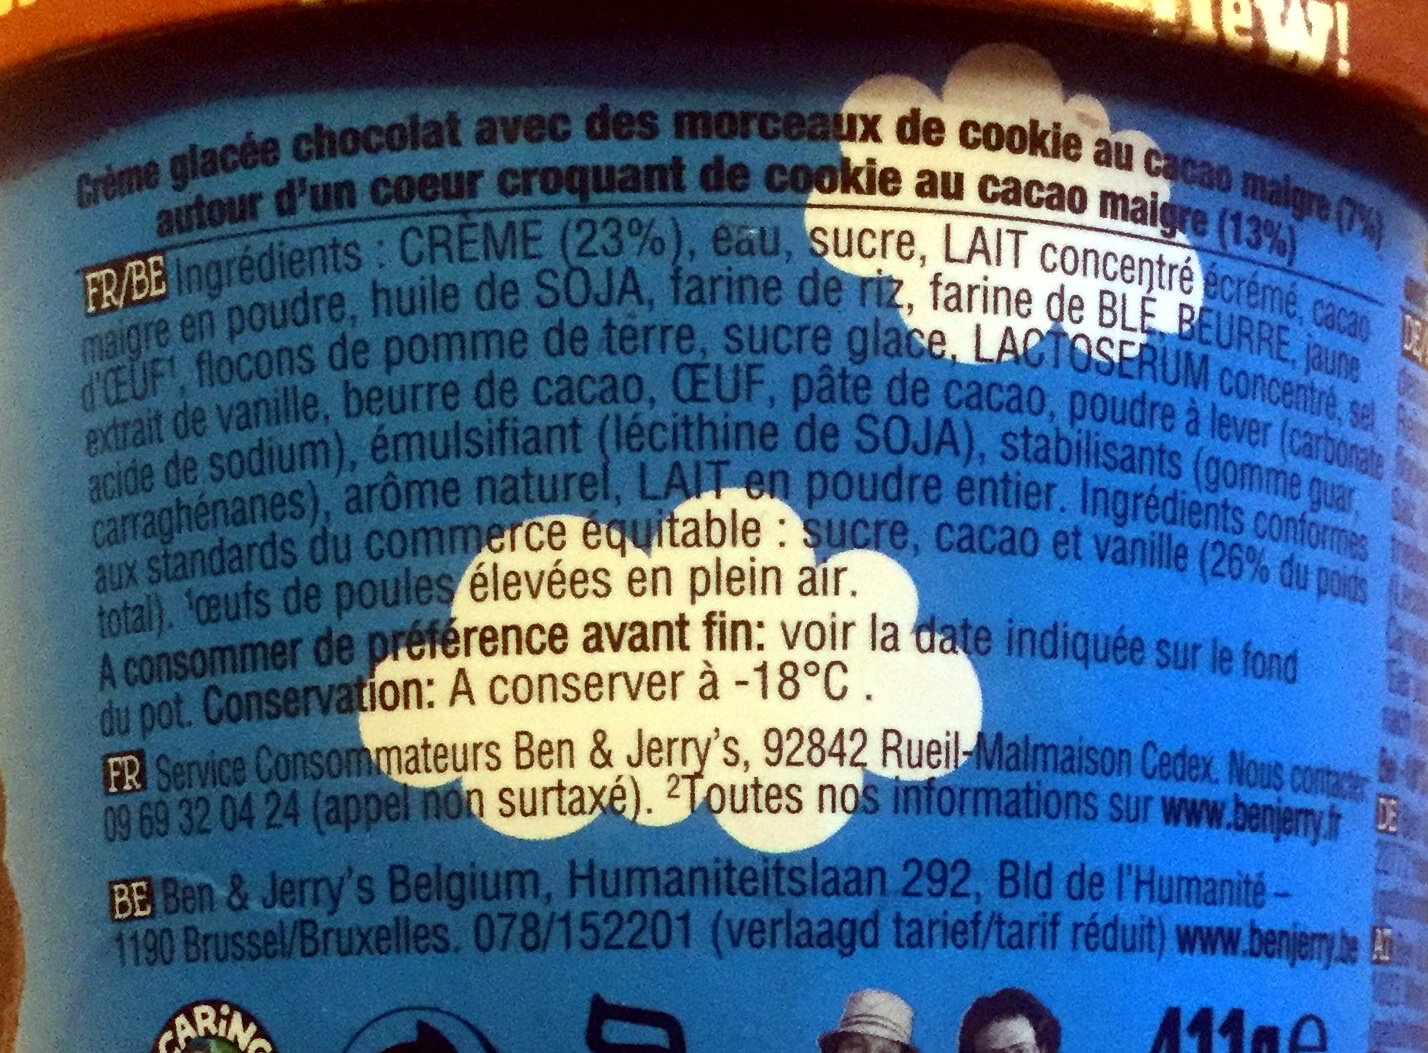 New!
Crème glacée chocolat avec des morceaux de cookie au cacao maigre (7%)
autour d'un coeur croquant de cookie au cacao maigre (13%)
FR/BE Ingrédients : CRÈME (23%), eau, sucre, LAIT concentré écrémé, cacao
maigre en poudre, huile de SOJA, farine de riz, farine de BLÉ, BEURRE, jaune
d'ŒUF¹, flocons de pomme de terre, sucre glace, LACTOSERUM concentré, sel
extrait de vanille, beurre de cacao, ŒUF, pâte de cacao, poudre à lever (carbonate
acide de sodium), émulsifiant (lécithine de SOJA), stabilisants (gomme guar,
carraghénanes), arôme naturel, LAIT en poudre entier. Ingrédients conformes
aux standards du commerce équitable : sucre, cacao et vanille (26% du poids
total). ¹œufs de poules élevées en plein air.
A consommer de préférence avant fin: voir la date indiquée sur le fond
du pot. Conservation: A conserver à -18°C .
FR Service Consommateurs Ben & Jerry's, 92842 Rueil-Malmaison Cedex. Nous contacter
09 69 32 04 24 (appel non surtaxé). ²Toutes nos informations sur www.benjerry.fr
BE Ben & Jerry's Belgium, Humaniteitslaan 292, Bld de l'Humanité –
1190 Brussel/Bruxelles. 078/152201 (verlaagd tarief/tarif réduit) www.benjerry.be
DE
CARING
411g e